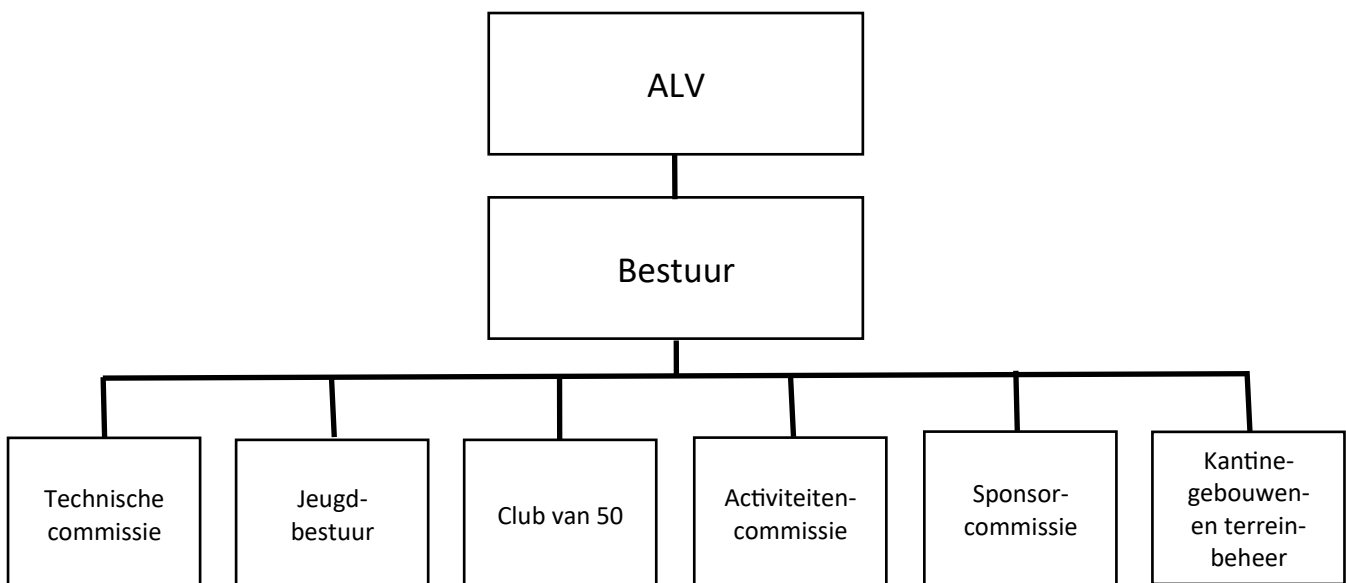 ALV
Bestuur
Technische
commissie
Jeugd-
bestuur
Club van 50
Activiteiten-
commissie
Sponsor-
commissie
Kantine-
gebouwen-
en terrein-
beheer